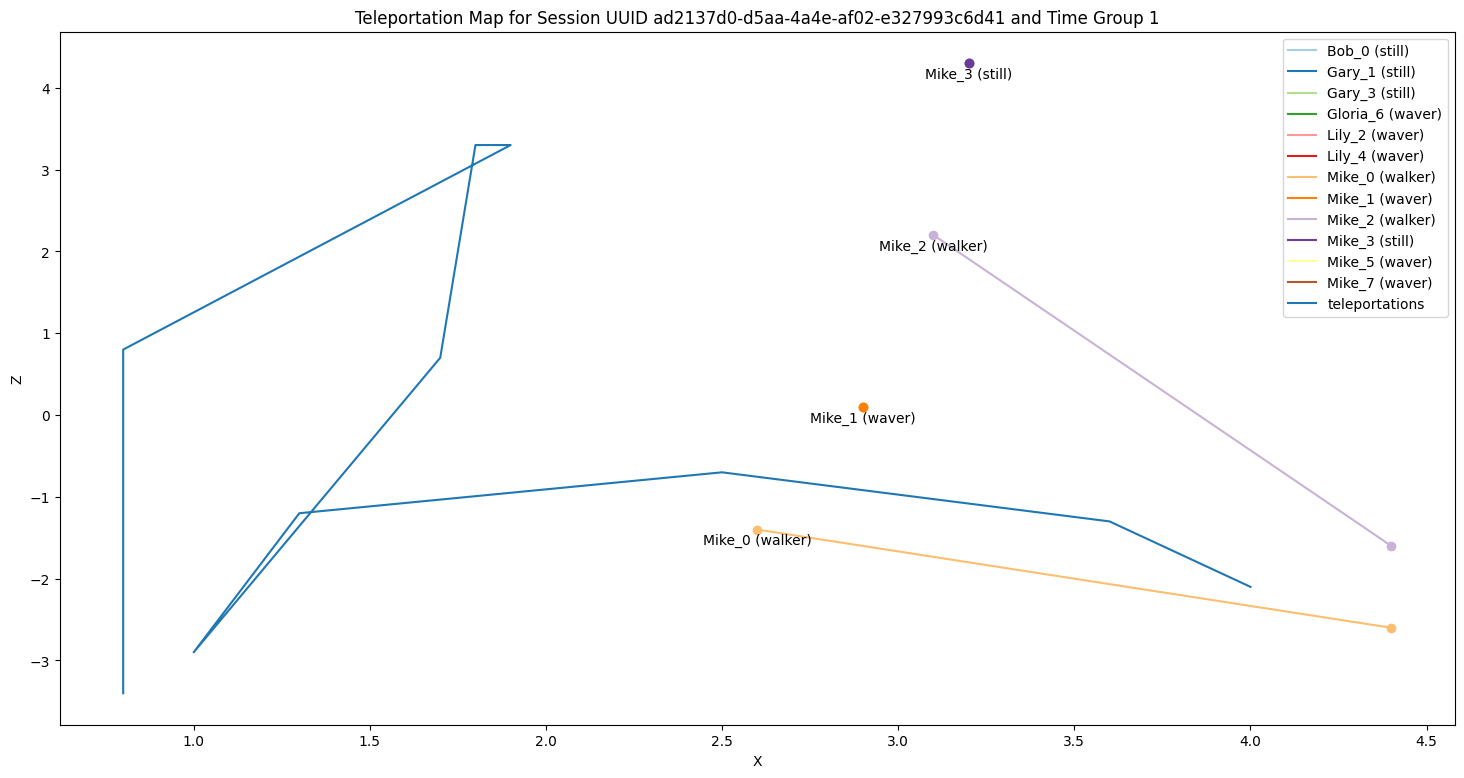 Teleportation Map for Session UUID ad2137d0-d5aa-4a4e-af02-e327993c6d41 and Time Group 1
Bob_0 (still)
Gary_1 (still)
Gary_3 (still)
Gloria_6 (waver)
Lily_2 (waver)
Lily_4 (waver)
Mike_0 (walker)
Mike_1 (waver)
Mike_2 (walker)
Mike_3 (still)
Mike_5 (waver)
Mike_7 (waver)
teleportations
Mike_3 (still)
Mike_2 (walker)
Mike_1 (waver)
Mike_0 (walker)
4
3
2
1
0
−1
−2
−3
Z
1.0 1.5 2.0 2.5 3.0 3.5 4.0 4.5
X